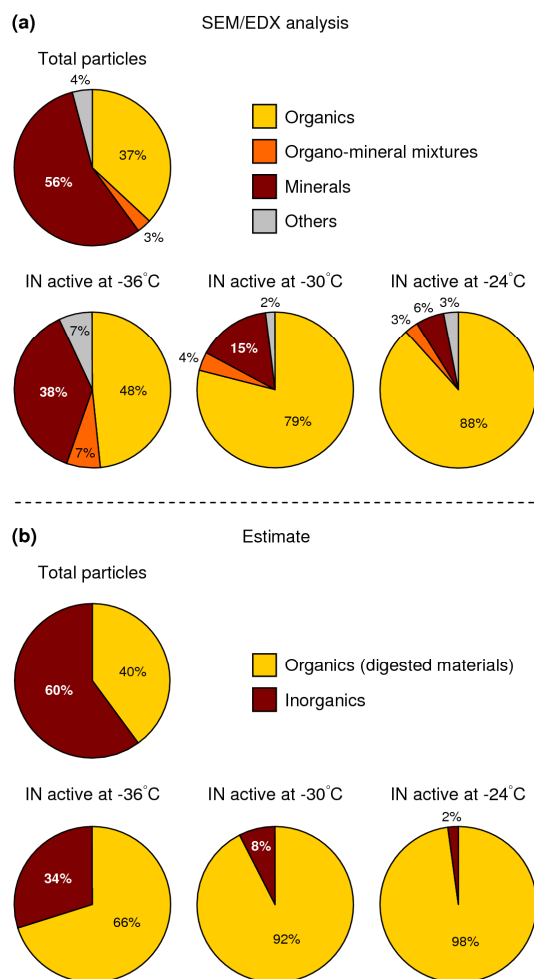 (a)
SEM/EDX analysis
Total particles
4%
37%
56%
3%
Organics
Organo-mineral mixtures
Minerals
Others
IN active at -36°C
7%
48%
38%
7%
IN active at -30°C
2%
15%
4%
79%
IN active at -24°C
3%
6%
3%
88%
(b)
Estimate
Total particles
40%
60%
Organics (digested materials)
Inorganics
IN active at -36°C
34%
66%
IN active at -30°C
8%
92%
IN active at -24°C
2%
98%